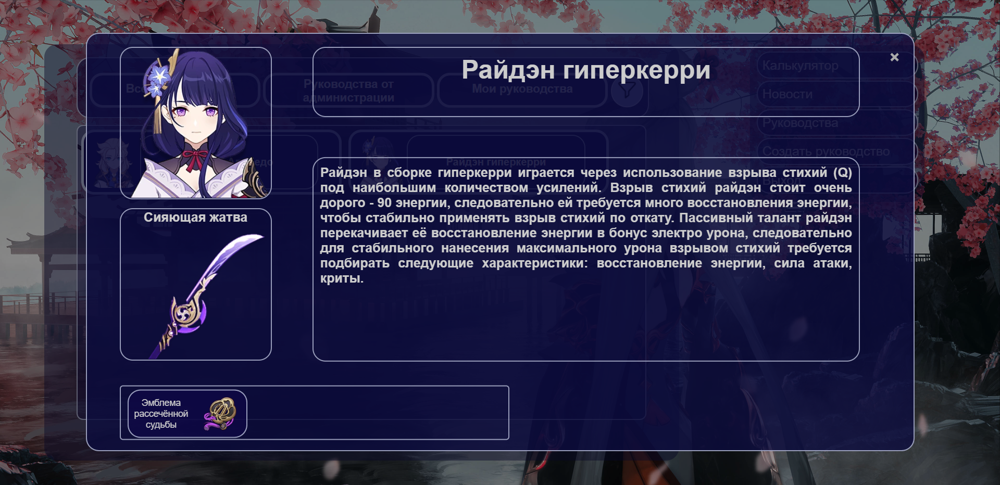 Райдэн гиперкерри
×
Калькулятор
Все
Руководства от
администрации
Мои руководства
Новости
Руководства
Райдэн гиперкерри
Создать руководство
Выход
Райдэн в сборке гиперкерри играется через использование взрыва стихий (Q)
под наибольшим количеством усилений. Взрыв стихий райдэн стоит очень
дорого - 90 энергии, следовательно ей требуется много восстановления энергии,
чтобы стабильно применять взрыв стихий по откату. Пассивный талант райдэн
перекачивает её восстановление энергии в бонус электро урона, следовательно
для стабильного нанесения максимального урона взрывом стихий требуется
подбирать следующие характеристики: восстановление энергии, сила атаки,
криты.
Сияющая жатва
Эмблема
рассечённой
судьбы